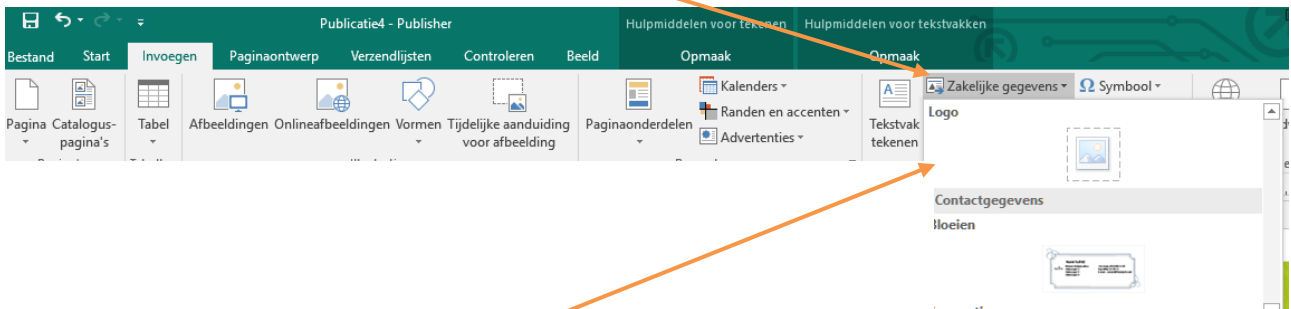 Publicatie4 - Publisher
Hulpmiddelen voor tekenen
Hulpmiddelen voor tekstvakken
Bestand Start Invoegen Paginaontwerp Verzendlijsten Controleren Beeld Opmaak Opmaak
Pagina
Catalogus-
pagina's
Tabel
Afbeeldingen
Onlineafbeeldingen
Vormen
Tijdelijke aanduiding
voor afbeelding
Paginaonderdelen
Kalenders
Randen en accenten
Advertenties
Tekstvak
tekenen
Zakelijke gegevens
Ω Symbool
Logo
Contactgegevens
Bloeien